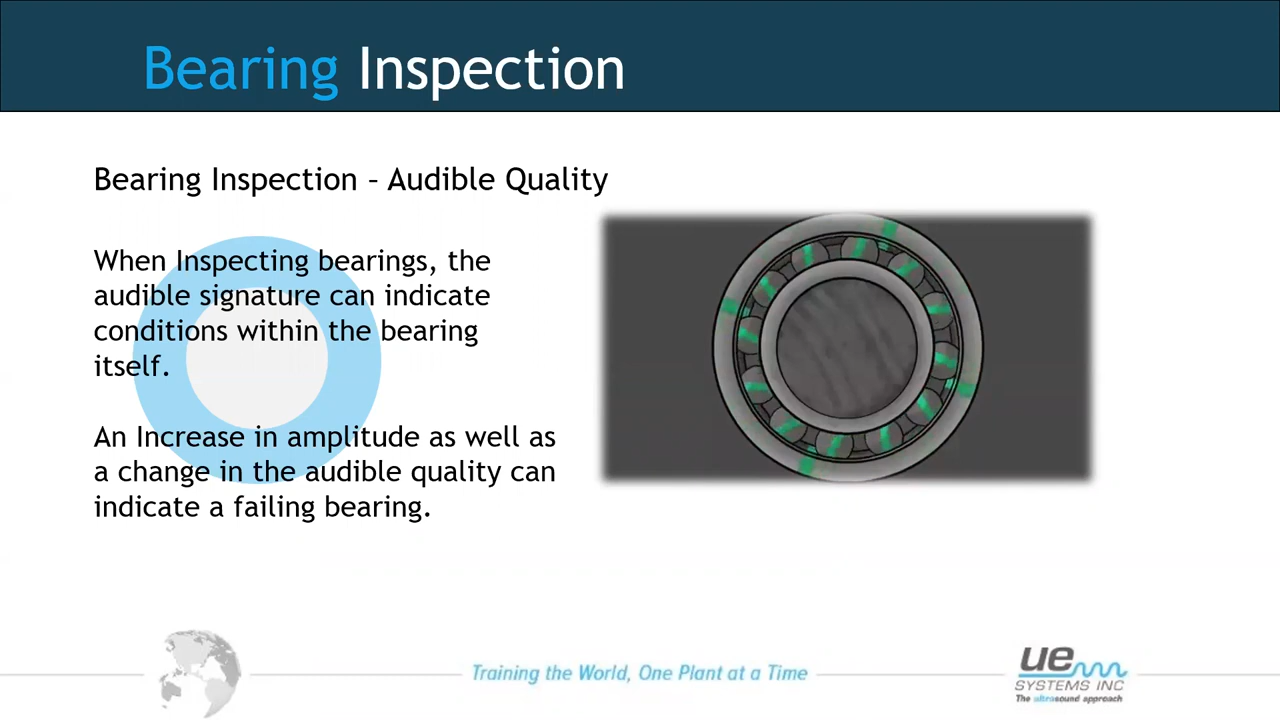 Bearing Inspection
Bearing Inspection – Audible Quality
When Inspecting bearings, the
audible signature can indicate
conditions within the bearing
itself.
An Increase in amplitude as well as
a change in the audible quality can
indicate a failing bearing.
Training the World, One Plant at a Time
ue
SYSTEMS INC
The ultrasound approach